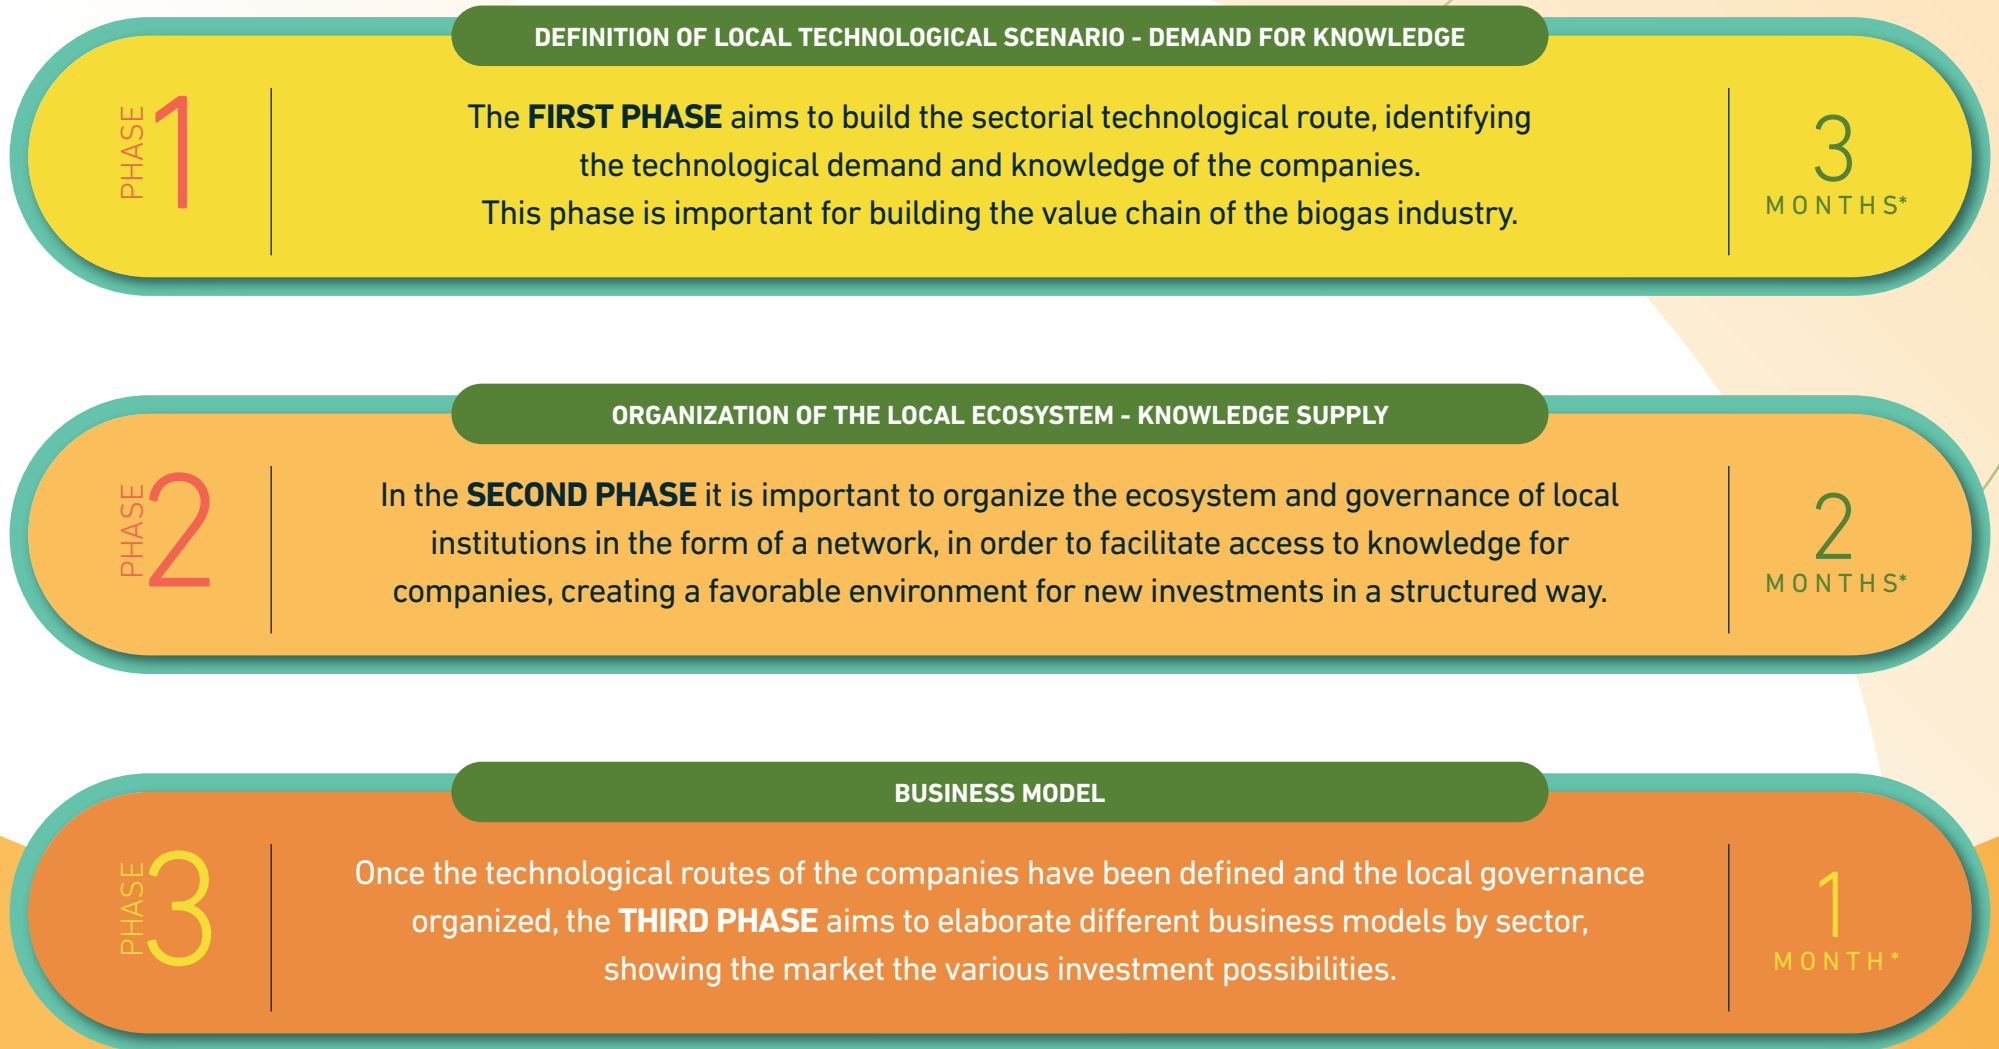 DEFINITION OF LOCAL TECHNOLOGICAL SCENARIO - DEMAND FOR KNOWLEDGE
PHASE 1
The FIRST PHASE aims to build the sectorial technological route, identifying
the technological demand and knowledge of the companies.
This phase is important for building the value chain of the biogas industry.
3
MONTHS*
ORGANIZATION OF THE LOCAL ECOSYSTEM - KNOWLEDGE SUPPLY
PHASE 2
In the SECOND PHASE it is important to organize the ecosystem and governance of local
institutions in the form of a network, in order to facilitate access to knowledge for
companies, creating a favorable environment for new investments in a structured way.
2
MONTHS*
BUSINESS MODEL
PHASE 3
Once the technological routes of the companies have been defined and the local governance
organized, the THIRD PHASE aims to elaborate different business models by sector,
showing the market the various investment possibilities.
1
MONTH*